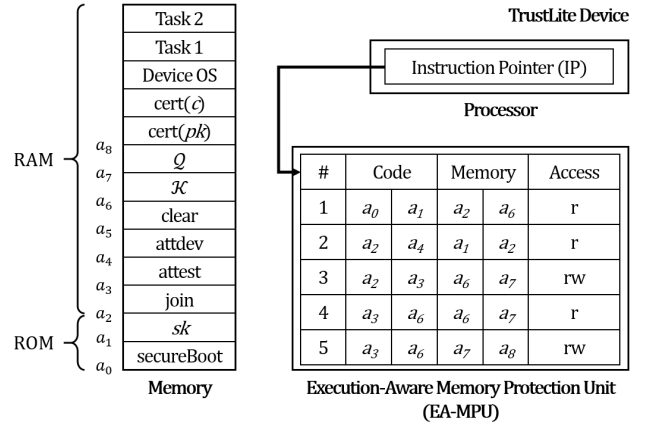 TrustLite Device
Task 2
Task 1
Device OS
cert(c)
cert(pk)
Q
K
clear
attdev
attest
join
sk
secureBoot
RAM
ROM
a8
a7
a6
a5
a4
a3
a2
a1
a0
Memory
Instruction Pointer (IP)
Processor
# Code Memory Access
1 a0 a1 a2 a6 r
2 a2 a4 a1 a2 r
3 a2 a3 a6 a7 rw
4 a3 a6 a6 a7 r
5 a3 a6 a7 a8 rw
Execution-Aware Memory Protection Unit
(EA-MPU)